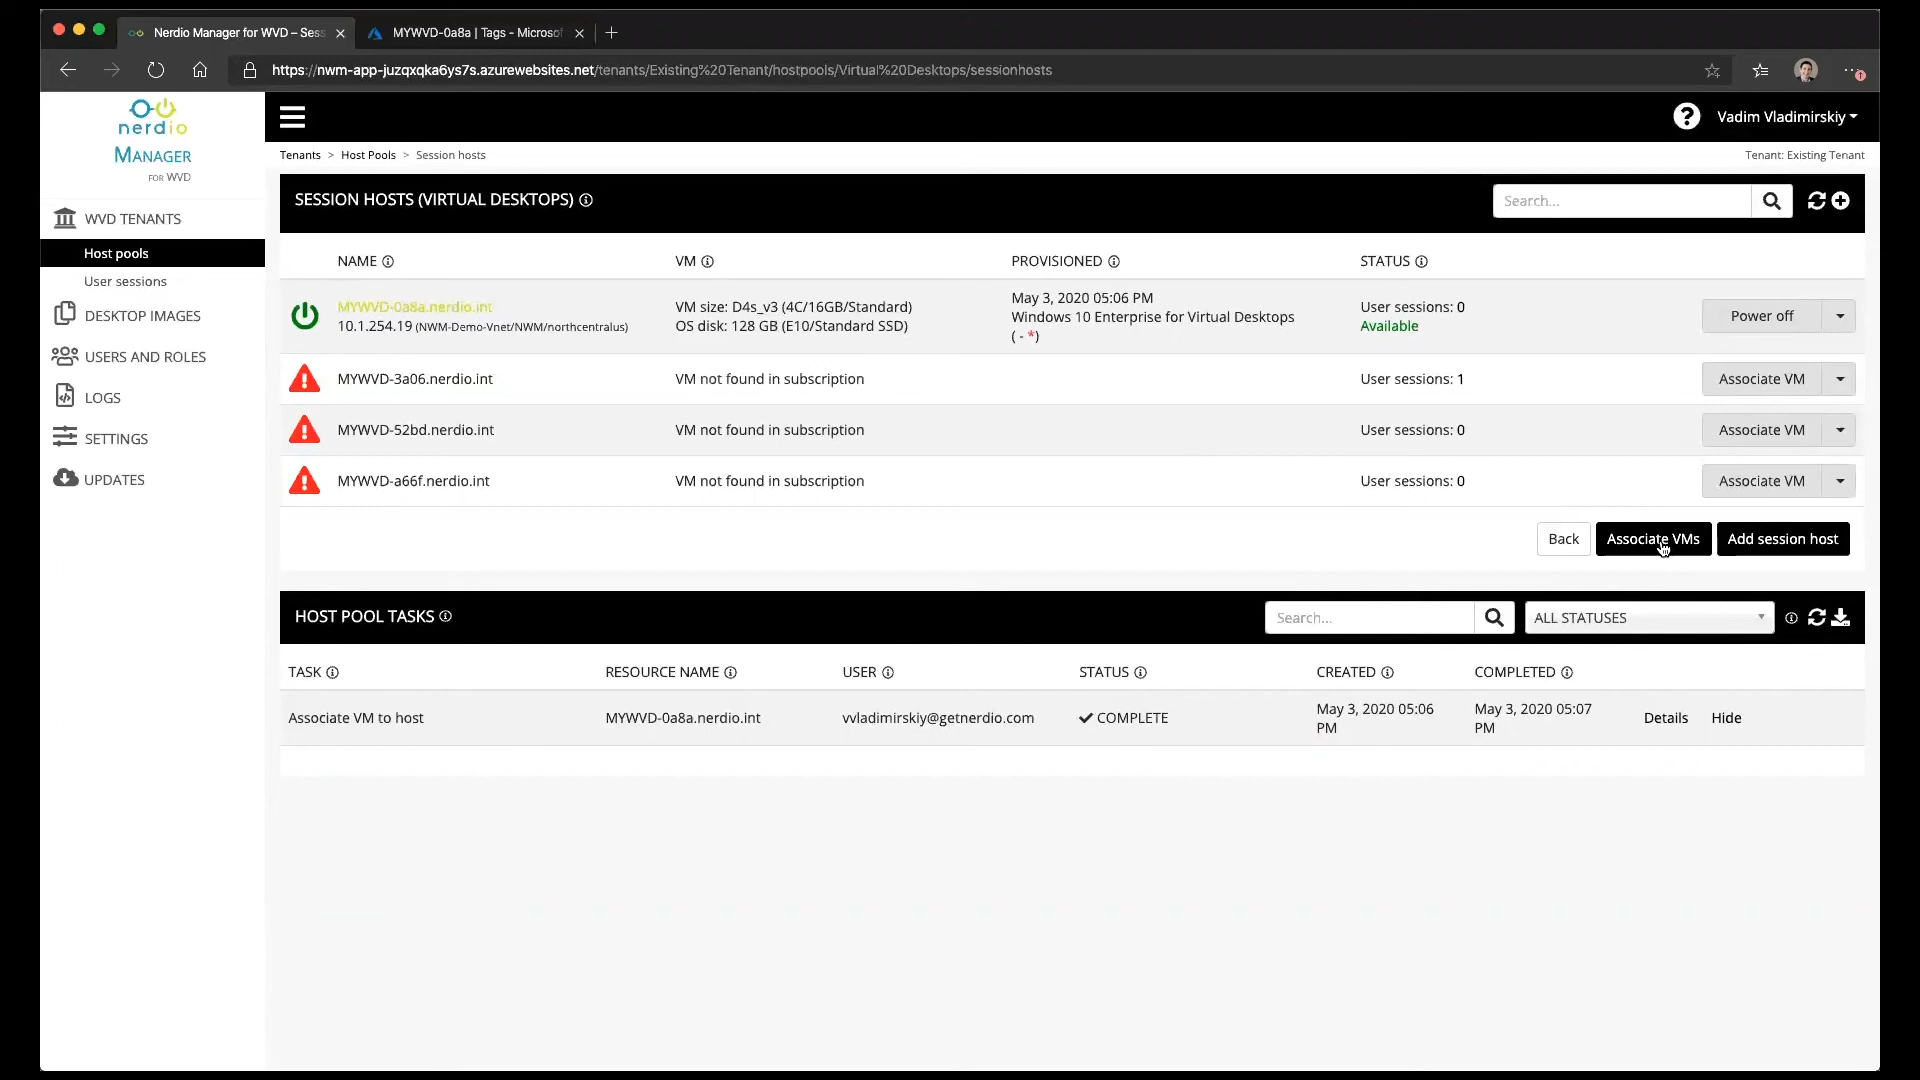 Nerdio Manager for WVD – Sess
MYWVD-0a8a | Tags - Microsof
https://nwm-app-juzqxqka6ys7s.azurewebsites.net/tenants/Existing%20Tenant/hostpools/Virtual%20Desktops/sessionhosts
nerdio
MANAGER
FOR WVD
Vadim Vladimirskiy
Tenants > Host Pools > Session hosts
Tenant: Existing Tenant
WVD TENANTS
Host pools
User sessions
DESKTOP IMAGES
USERS AND ROLES
LOGS
SETTINGS
UPDATES
SESSION HOSTS (VIRTUAL DESKTOPS)
Search...
NAME VM PROVISIONED STATUS
MYWVD-0a8a.nerdio.int
10.1.254.19 (NWM-Demo-Vnet/NWM/northcentralus)
VM size: D4s_v3 (4C/16GB/Standard)
OS disk: 128 GB (E10/Standard SSD)
May 3, 2020 05:06 PM
Windows 10 Enterprise for Virtual Desktops
( - *)
User sessions: 0
Available
Power off
MYWVD-3a06.nerdio.int VM not found in subscription User sessions: 1 Associate VM
MYWVD-52bd.nerdio.int VM not found in subscription User sessions: 0 Associate VM
MYWVD-a66f.nerdio.int VM not found in subscription User sessions: 0 Associate VM
Back Associate VMs Add session host
HOST POOL TASKS
Search...
ALL STATUSES
TASK RESOURCE NAME USER STATUS CREATED COMPLETED
Associate VM to host MYWVD-0a8a.nerdio.int vvladimirskiy@getnerdio.com COMPLETE
May 3, 2020 05:06
PM
May 3, 2020 05:07
PM
Details Hide